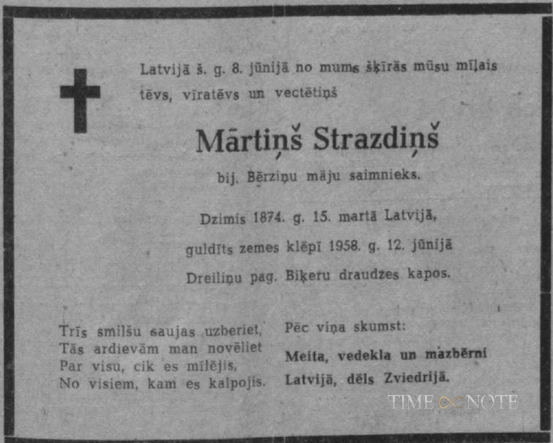 Latvijā š. g. 8. jūnijā no mums šķīrās mūsu mīļais
tēvs, vīratēvs un vectētiņš
Mārtiņš Strazdiņš
bij. Bērziņu māju saimnieks.
Dzimis 1874. g. 15. martā Latvijā,
guldīts zemes klēpī 1958. g. 12. jūnijā
Dreiliņu pag. Biķeru draudzes kapos.
Trīs smilšu saujas uzberiet,
Tās ardievām man novēliet
Par visu, cik es mīlējis,
No visiem, kam es kalpojis.
Pēc viņa skumst:
Meita, vedekla un mazbērni
Latvijā, dēls Zviedrijā.
TIME NOTE